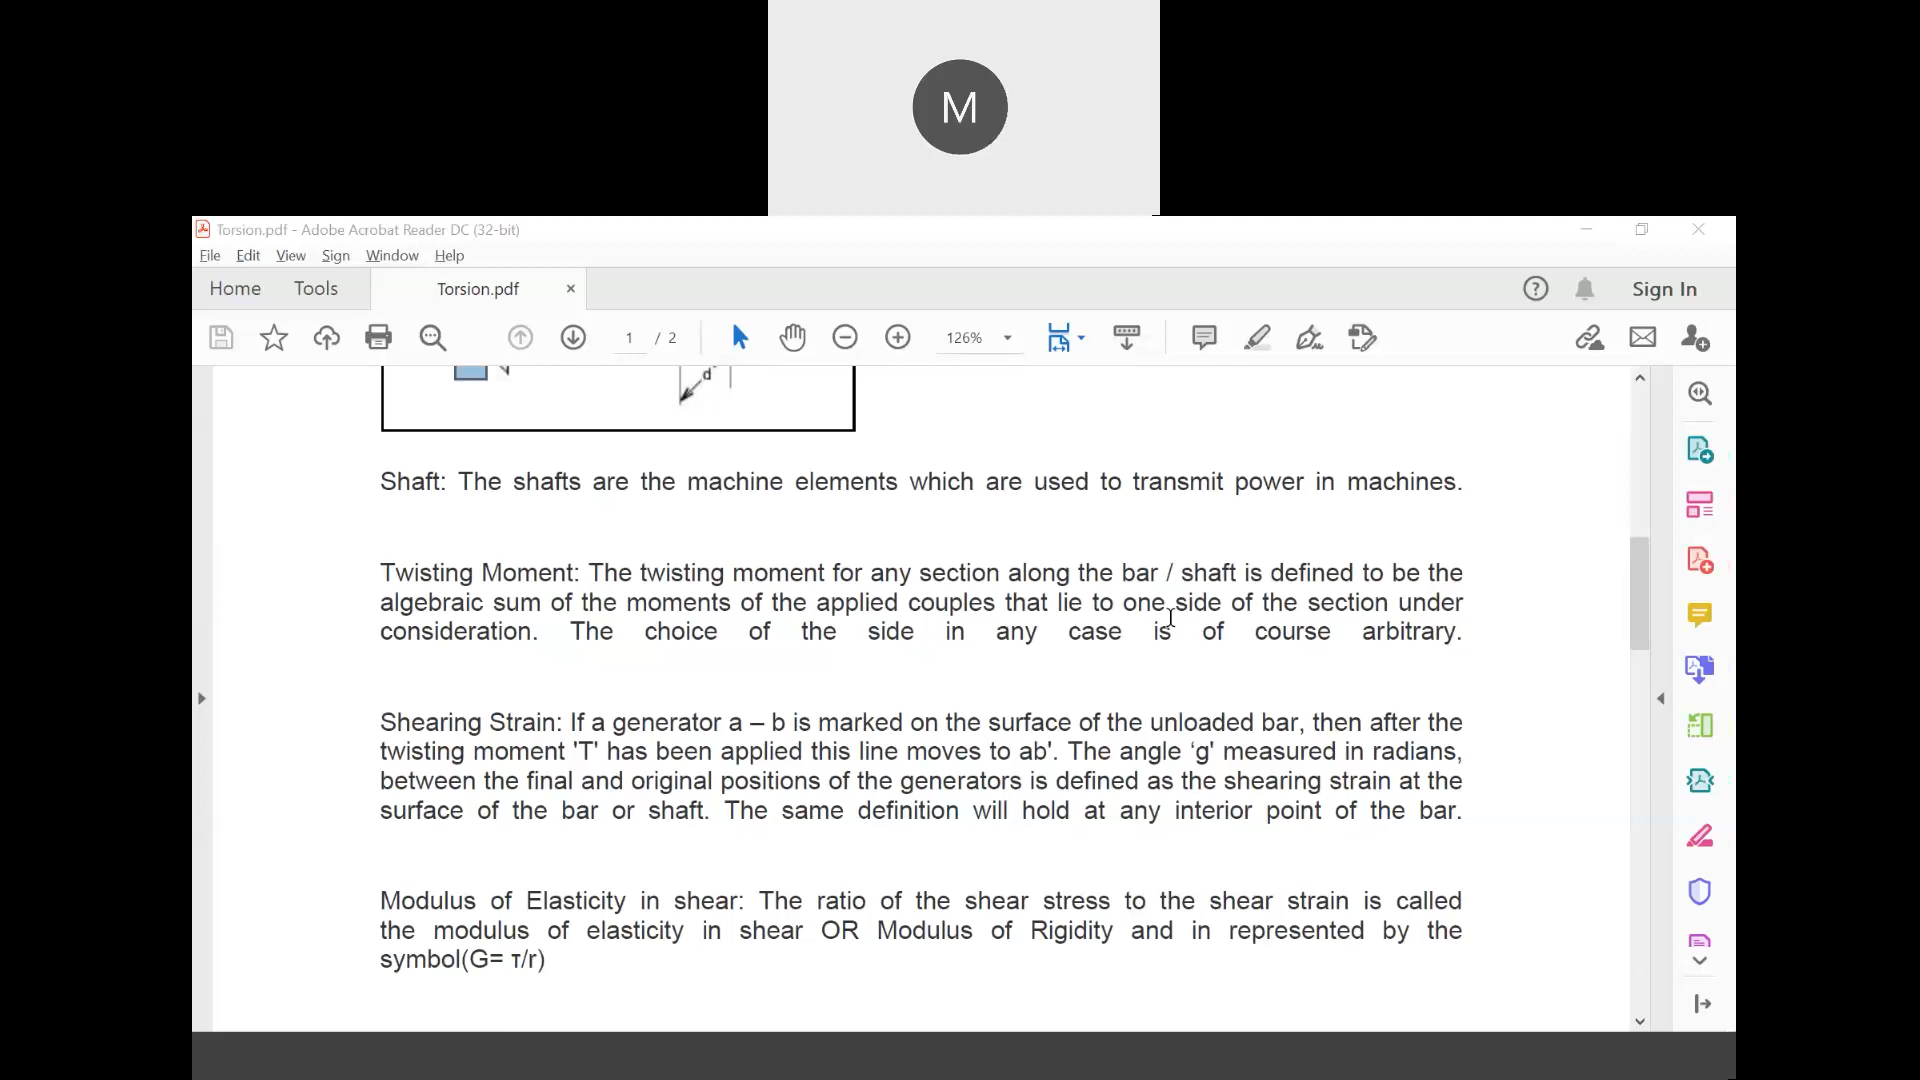 M
Torsion.pdf - Adobe Acrobat Reader DC (32-bit)
File Edit View Sign Window Help
Home Tools Torsion.pdf × Sign In
1 / 2 126%
d
Shaft: The shafts are the machine elements which are used to transmit power in machines.
Twisting Moment: The twisting moment for any section along the bar / shaft is defined to be the
algebraic sum of the moments of the applied couples that lie to one side of the section under
consideration. The choice of the side in any case is of course arbitrary.
Shearing Strain: If a generator a – b is marked on the surface of the unloaded bar, then after the
twisting moment 'T' has been applied this line moves to ab'. The angle ‘g' measured in radians,
between the final and original positions of the generators is defined as the shearing strain at the
surface of the bar or shaft. The same definition will hold at any interior point of the bar.
Modulus of Elasticity in shear: The ratio of the shear stress to the shear strain is called
the modulus of elasticity in shear OR Modulus of Rigidity and in represented by the
symbol(G= τ/r)